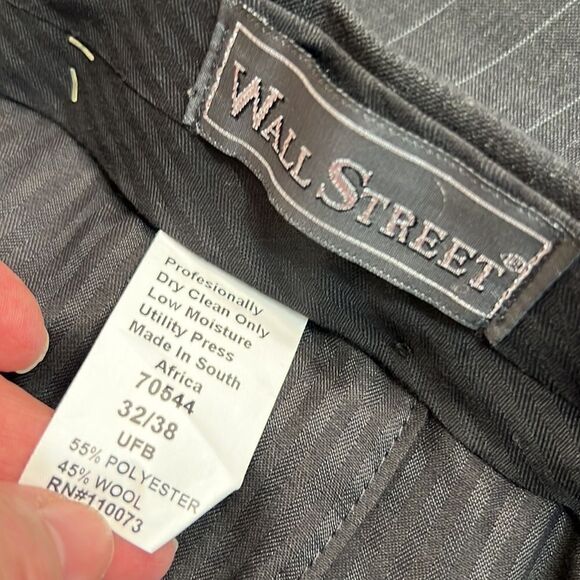 WALL STREET®
Profesionally
Dry Clean Only
Low Moisture
Utility Press
Made In South
Africa
70544
32/38
UFB
55% POLYESTER
45% WOOL
RN#110073